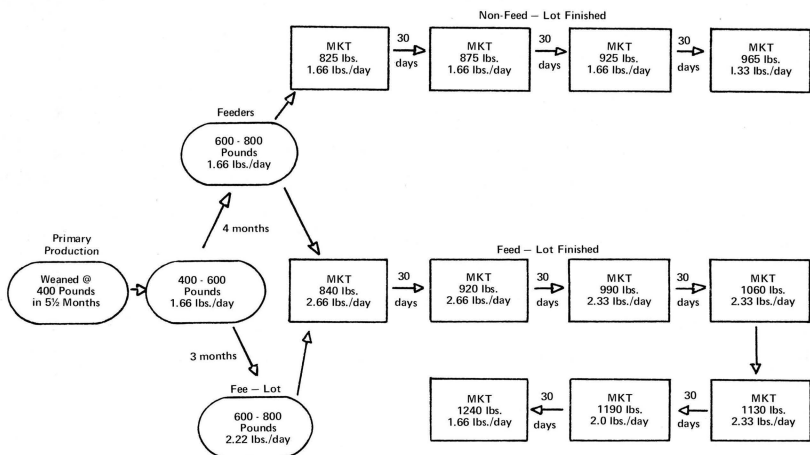 Non-Feed – Lot Finished
MKT
825 lbs.
1.66 lbs./day
30
days
MKT
875 lbs.
1.66 lbs./day
30
days
MKT
925 lbs.
1.66 lbs./day
30
days
MKT
965 lbs.
l.33 lbs./day
Feeders
600 - 800
Pounds
1.66 lbs./day
4 months
Primary
Production
Weaned @
400 Pounds
in 5½ Months
400 - 600
Pounds
1.66 lbs./day
3 months
Fee – Lot
600 - 800
Pounds
2.22 lbs./day
Feed – Lot Finished
MKT
840 lbs.
2.66 lbs./day
30
days
MKT
920 lbs.
2.66 lbs./day
30
days
MKT
990 lbs.
2.33 lbs./day
30
days
MKT
1060 lbs.
2.33 lbs./day
MKT
1130 lbs.
2.33 lbs./day
30
days
MKT
1190 lbs.
2.0 lbs./day
30
days
MKT
1240 lbs.
1.66 lbs./day